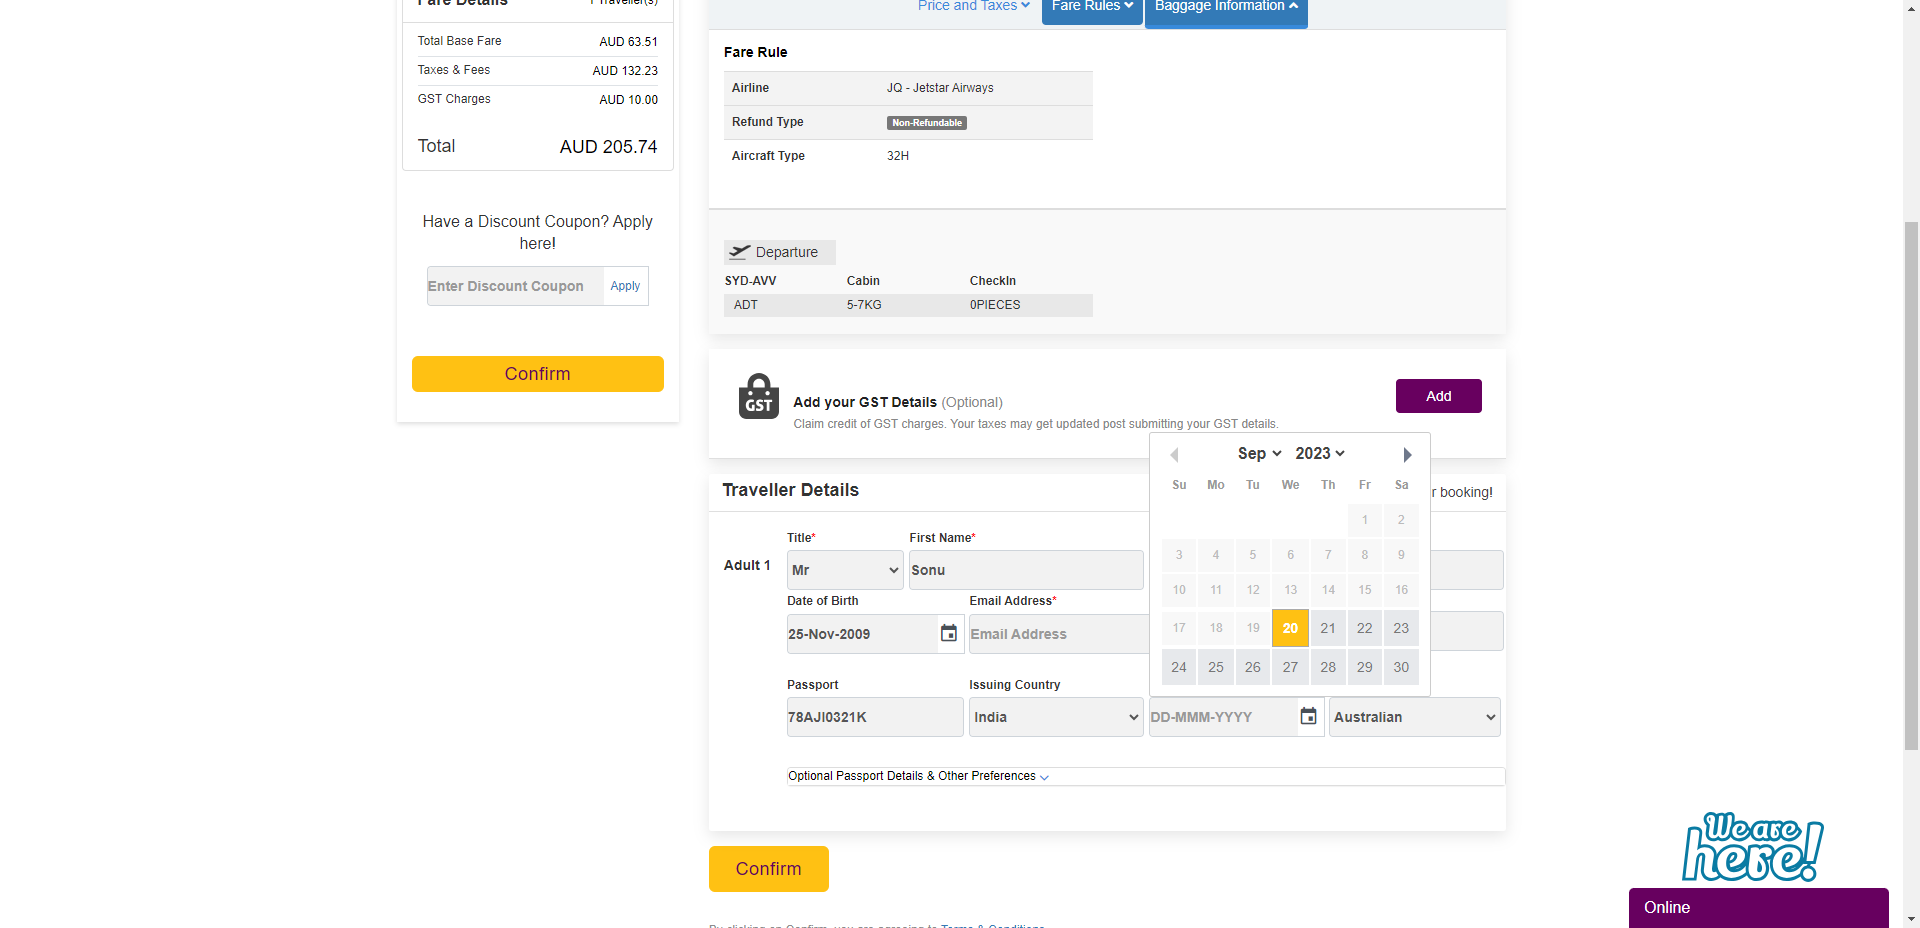 Fare Details 1 Traveller(s)
Total Base Fare AUD 63.51
Taxes & Fees AUD 132.23
GST Charges AUD 10.00
Total AUD 205.74
Have a Discount Coupon? Apply
here!
Enter Discount Coupon Apply
Confirm
Price and Taxes Fare Rules Baggage Information
Fare Rule
Airline JQ - Jetstar Airways
Refund Type Non-Refundable
Aircraft Type 32H
Departure
SYD-AVV Cabin CheckIn
ADT 5-7KG 0PIECES
GST
Add your GST Details (Optional)
Claim credit of GST charges. Your taxes may get updated post submitting your GST details.
Add
Sep 2023
Su Mo Tu We Th Fr Sa
1 2
3 4 5 6 7 8 9
10 11 12 13 14 15 16
17 18 19 20 21 22 23
24 25 26 27 28 29 30
Traveller Details
r booking!
Title* First Name*
Adult 1 Mr Sonu
Date of Birth Email Address*
25-Nov-2009 Email Address
Passport Issuing Country
78AJI0321K India DD-MMM-YYYY Australian
Optional Passport Details & Other Preferences
Confirm
By clicking on Confirm, you are agreeing to Terms & Conditions
We are
here!
Online